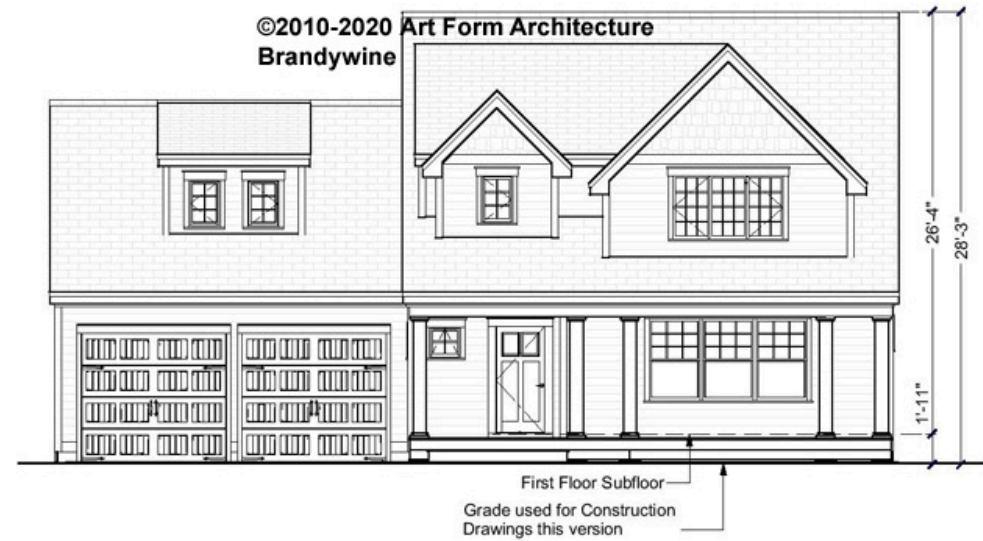 ©2010-2020 Art Form Architecture
Brandywine
26'-4"
28'-3"
1'-11"
First Floor Subfloor
Grade used for Construction
Drawings this version